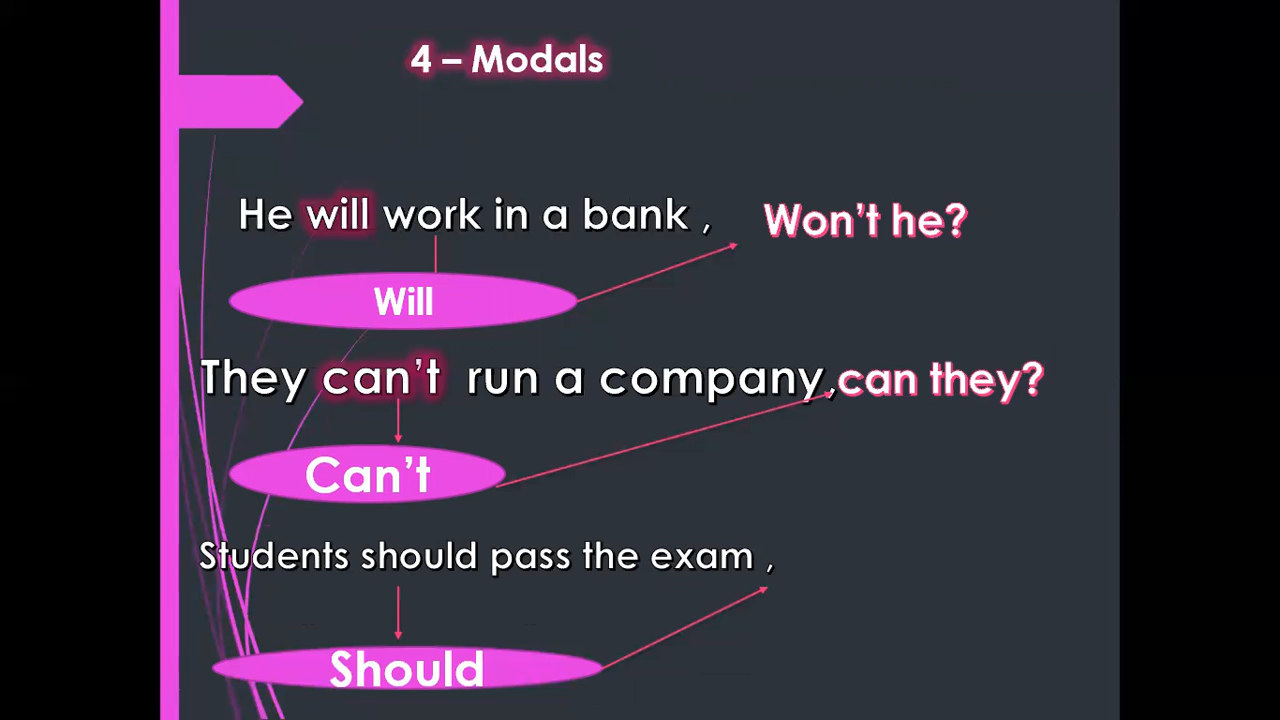 4 – Modals
He will work in a bank , Won’t he?
Will
They can’t run a company, can they?
Can’t
Students should pass the exam ,
Should